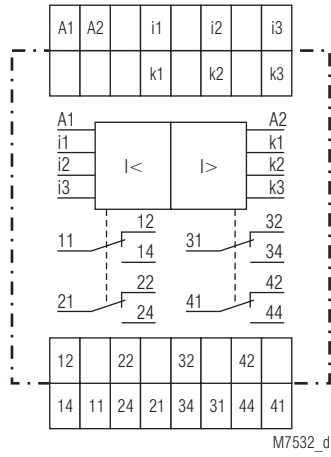 A1 A2 i1 i2 i3
k1 k2 k3
A1 A2
i1 k1
i2 I< I> k2
i3 k3
12 32
11 14 31 34
22 42
21 24 41 44
12 22 32 42
14 11 24 21 34 31 44 41
M7532_d